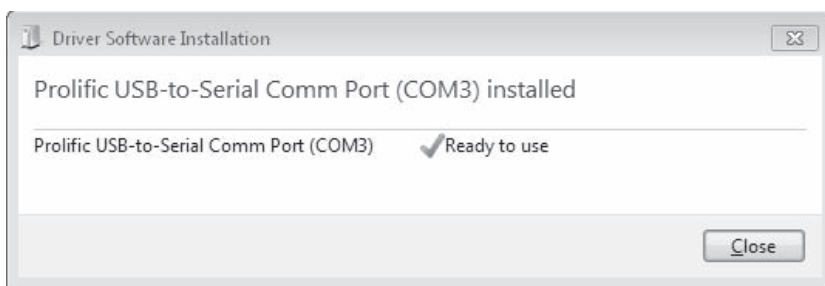 Driver Software Installation
Prolific USB-to-Serial Comm Port (COM3) installed
Prolific USB-to-Serial Comm Port (COM3) Ready to use
Close